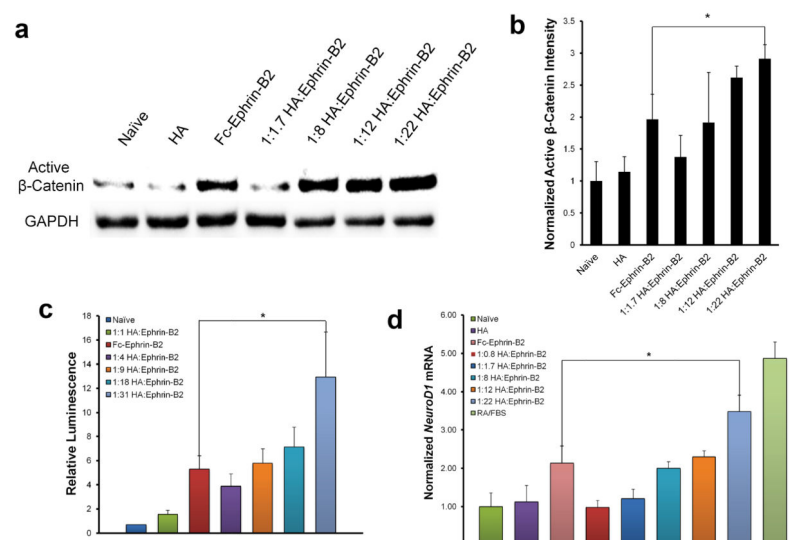 a
Naïve
HA
Fc-Ephrin-B2
1:1.7 HA:Ephrin-B2
1:8 HA:Ephrin-B2
1:12 HA:Ephrin-B2
1:22 HA:Ephrin-B2
Active
β-Catenin
GAPDH
b
Normalized Active β-Catenin Intensity
3.5
3
2.5
2
1.5
1
0.5
0
*
Naïve
HA
Fc-Ephrin-B2
1:1.7 HA:Ephrin-B2
1:8 HA:Ephrin-B2
1:12 HA:Ephrin-B2
1:22 HA:Ephrin-B2
c
Relative Luminescence
18
16
14
12
10
8
6
4
2
0
Naïve
1:1 HA:Ephrin-B2
Fc-Ephrin-B2
1:4 HA:Ephrin-B2
1:9 HA:Ephrin-B2
1:18 HA:Ephrin-B2
1:31 HA:Ephrin-B2
*
d
Normalized NeuroD1 mRNA
6.00
5.00
4.00
3.00
2.00
1.00
Naïve
HA
Fc-Ephrin-B2
1:0.8 HA:Ephrin-B2
1:1.7 HA:Ephrin-B2
1:8 HA:Ephrin-B2
1:12 HA:Ephrin-B2
1:22 HA:Ephrin-B2
RA/FBS
*